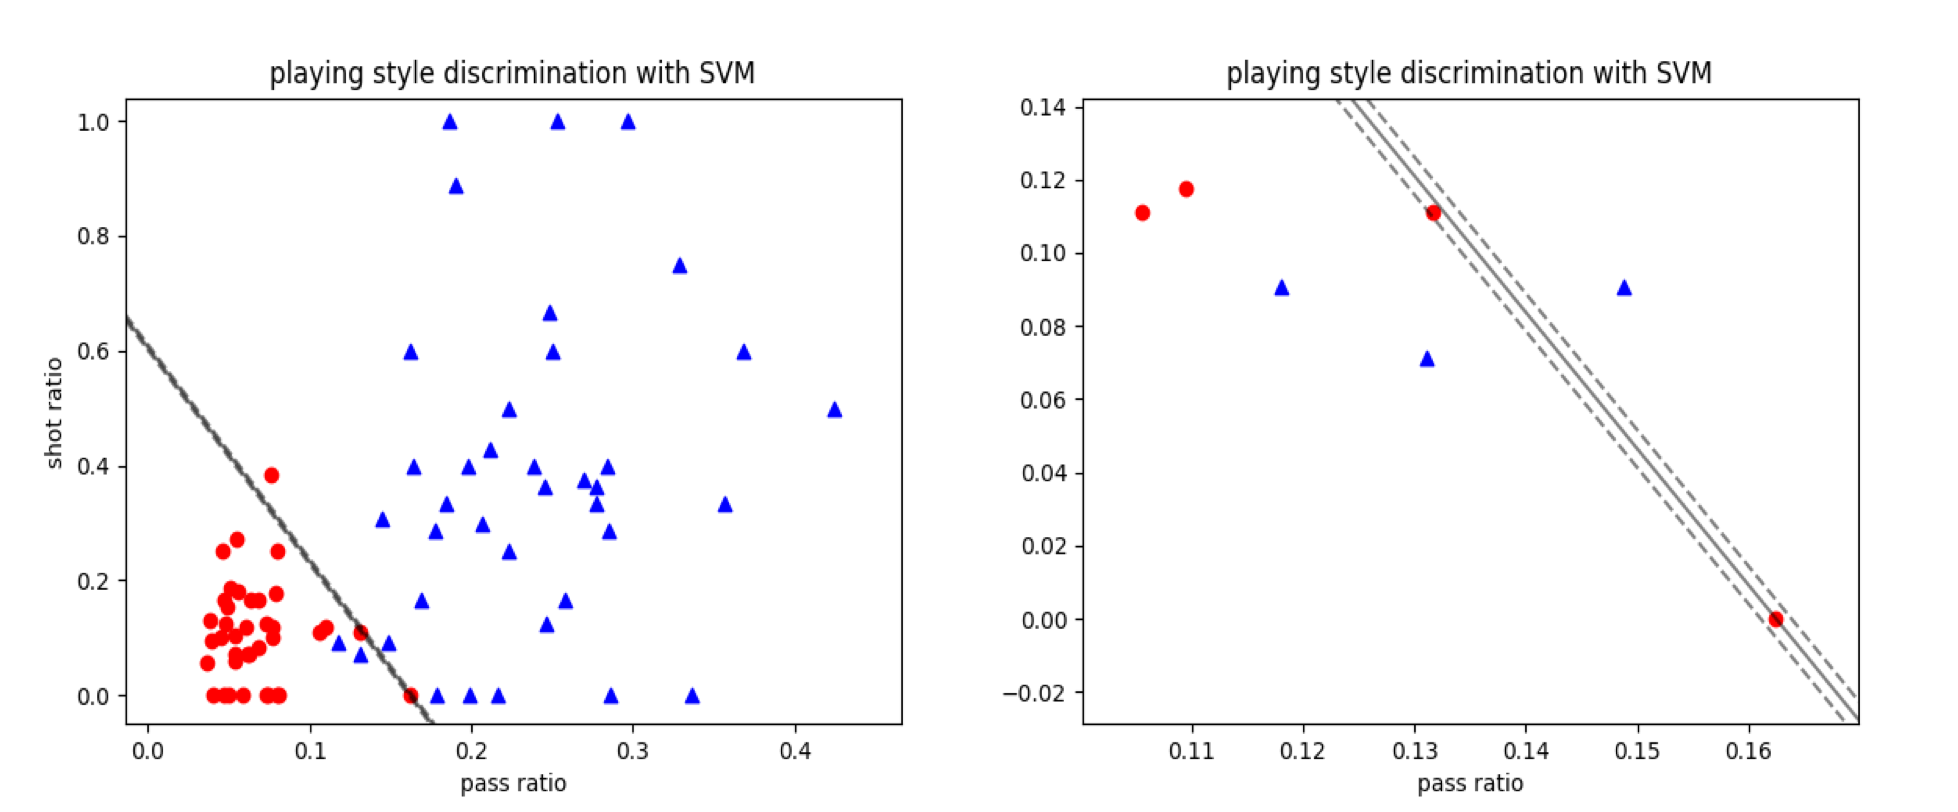 playing style discrimination with SVM
1.0
0.8
0.6
0.4
0.2
0.0
shot ratio
0.0 0.1 0.2 0.3 0.4
pass ratio
playing style discrimination with SVM
0.14
0.12
0.10
0.08
0.06
0.04
0.02
0.00
−0.02
0.11 0.12 0.13 0.14 0.15 0.16
pass ratio